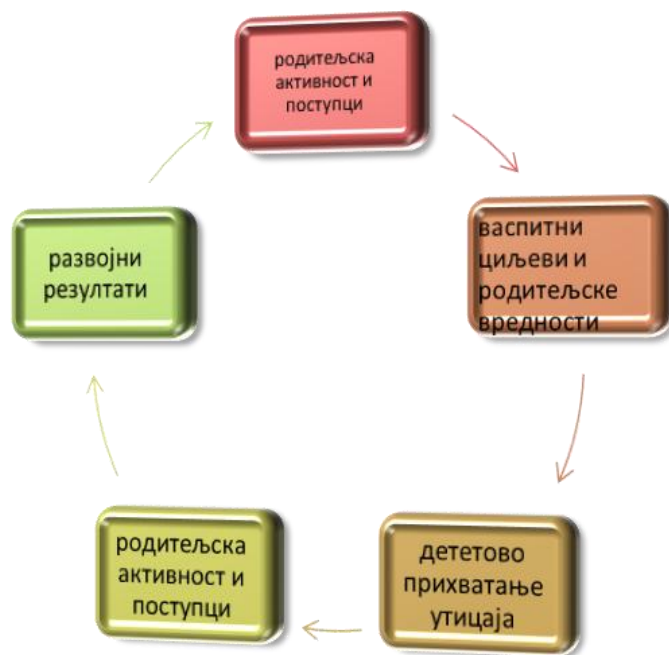 родитељска
активност и
поступци
васпитни
циљеви и
родитељске
вредности
дететово
прихватање
утицаја
родитељска
активност и
поступци
развојни
резултати